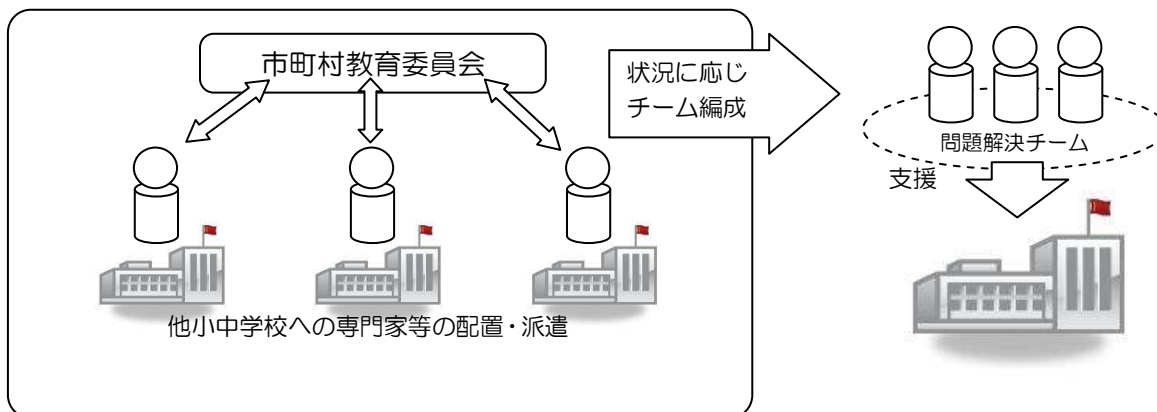 市町村教育委員会
状況に応じ
チーム編成
問題解決チーム
支援
他小中学校への専門家等の配置・派遣